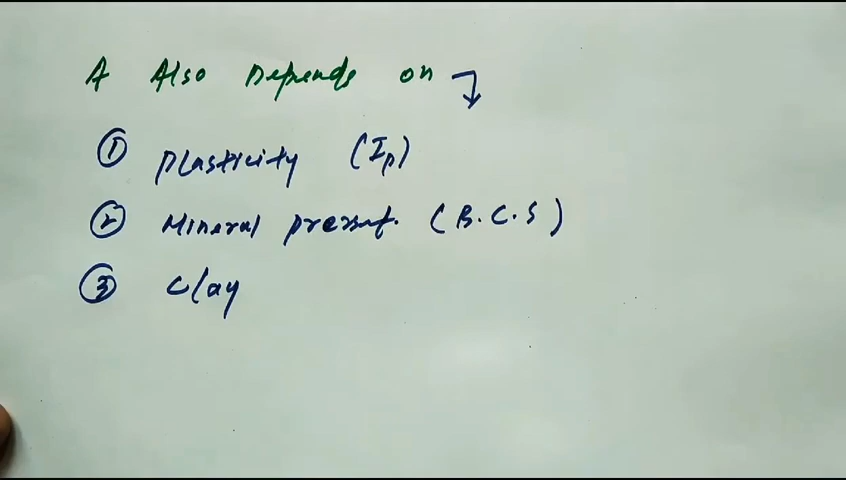 A Also Depends on
① Plasticity (Ip)
② Mineral present. (B.C.S)
③ Clay